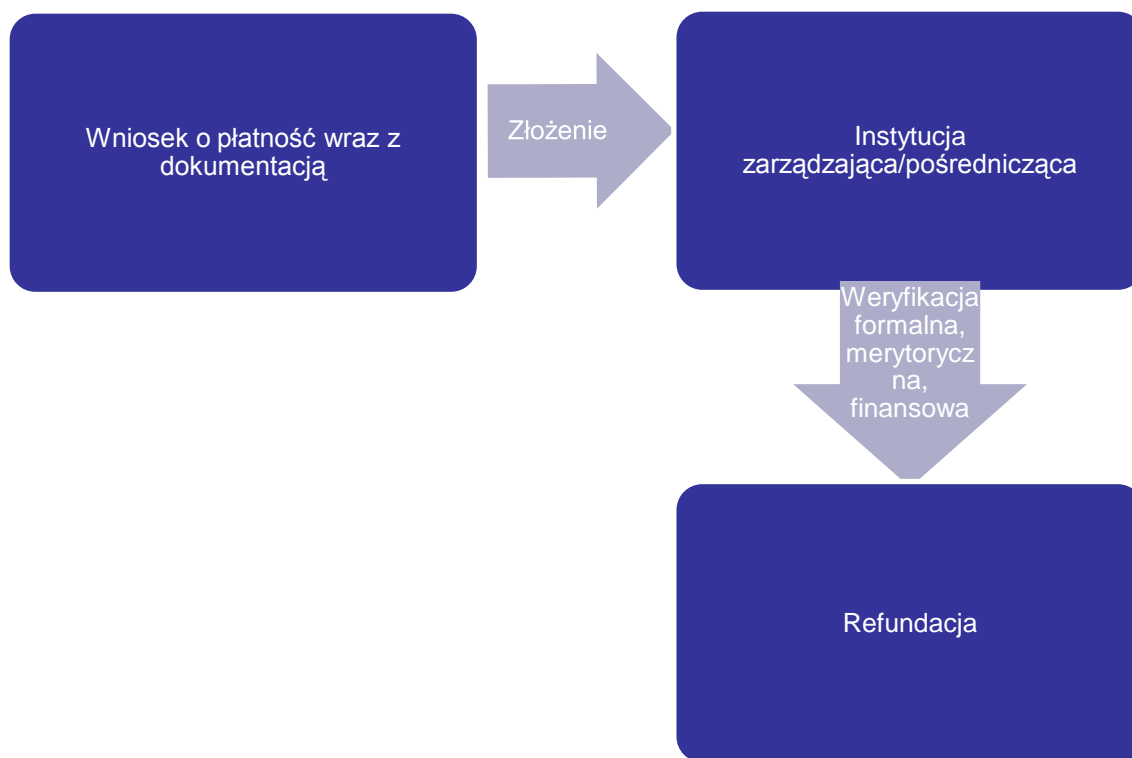 Wniosek o płatność wraz z
dokumentacją
Złożenie
Instytucja
zarządzająca/pośrednicząca
Weryfikacja
formalna,
merytorycz
na,
finansowa
Refundacja